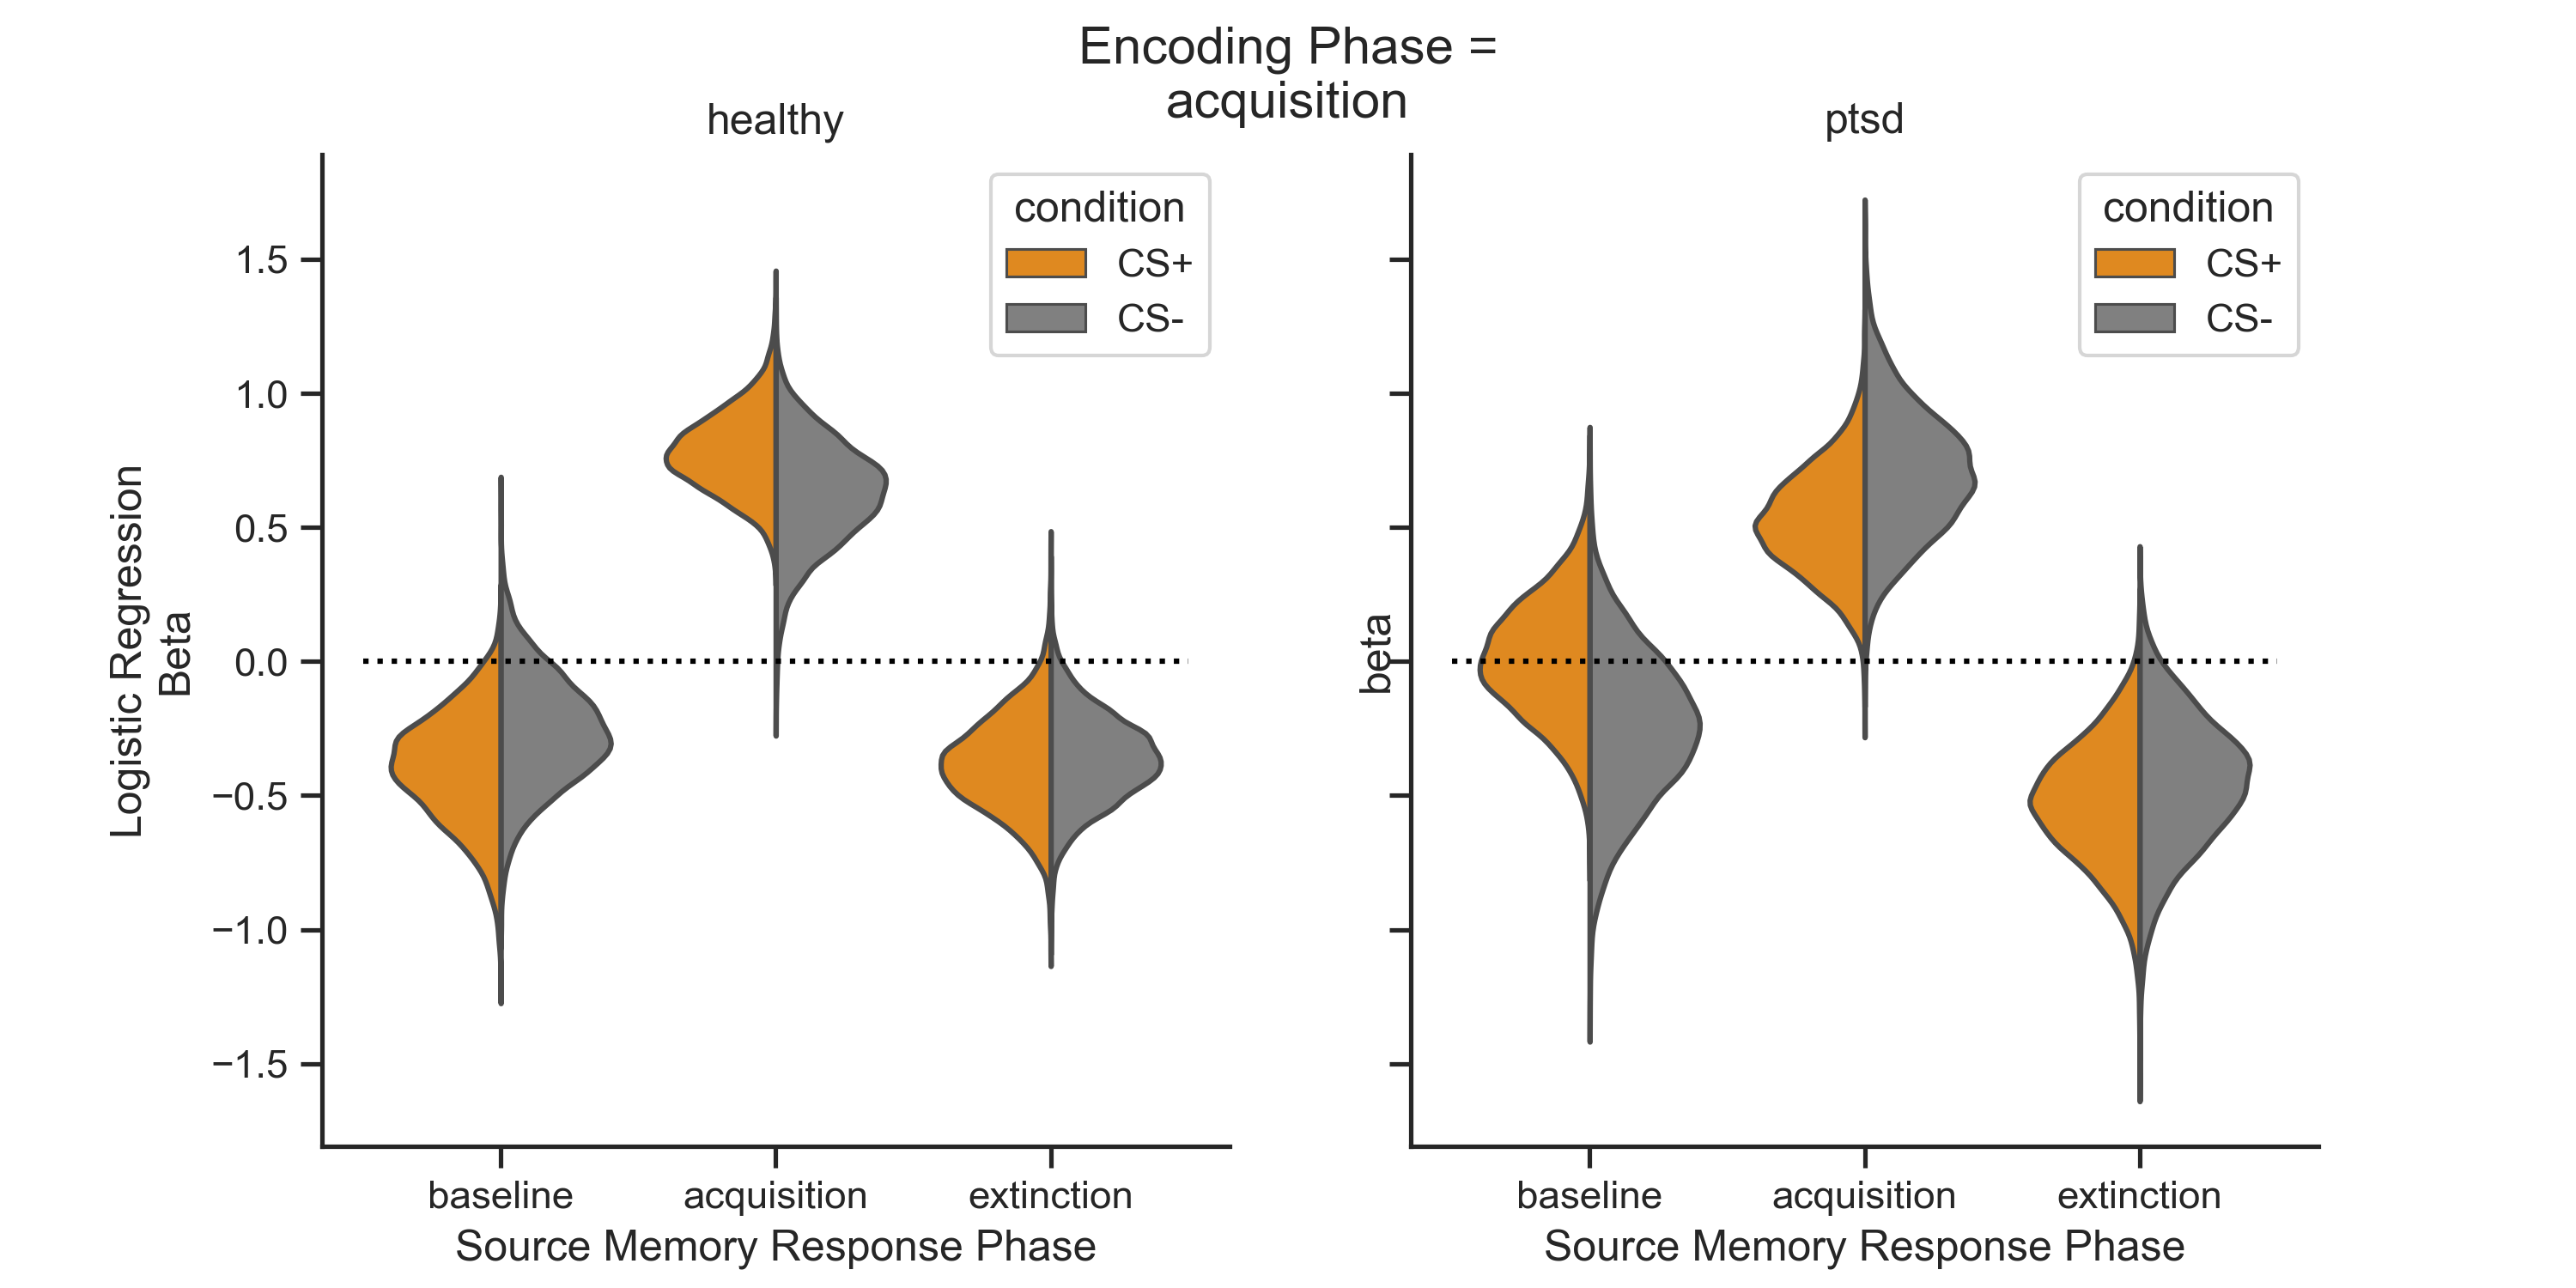 Encoding Phase =
acquisition
healthy
condition
CS+
CS-
Logistic Regression
Beta
1.5
1.0
0.5
0.0
−0.5
−1.0
−1.5
baseline acquisition extinction
Source Memory Response Phase
ptsd
condition
CS+
CS-
beta
baseline acquisition extinction
Source Memory Response Phase